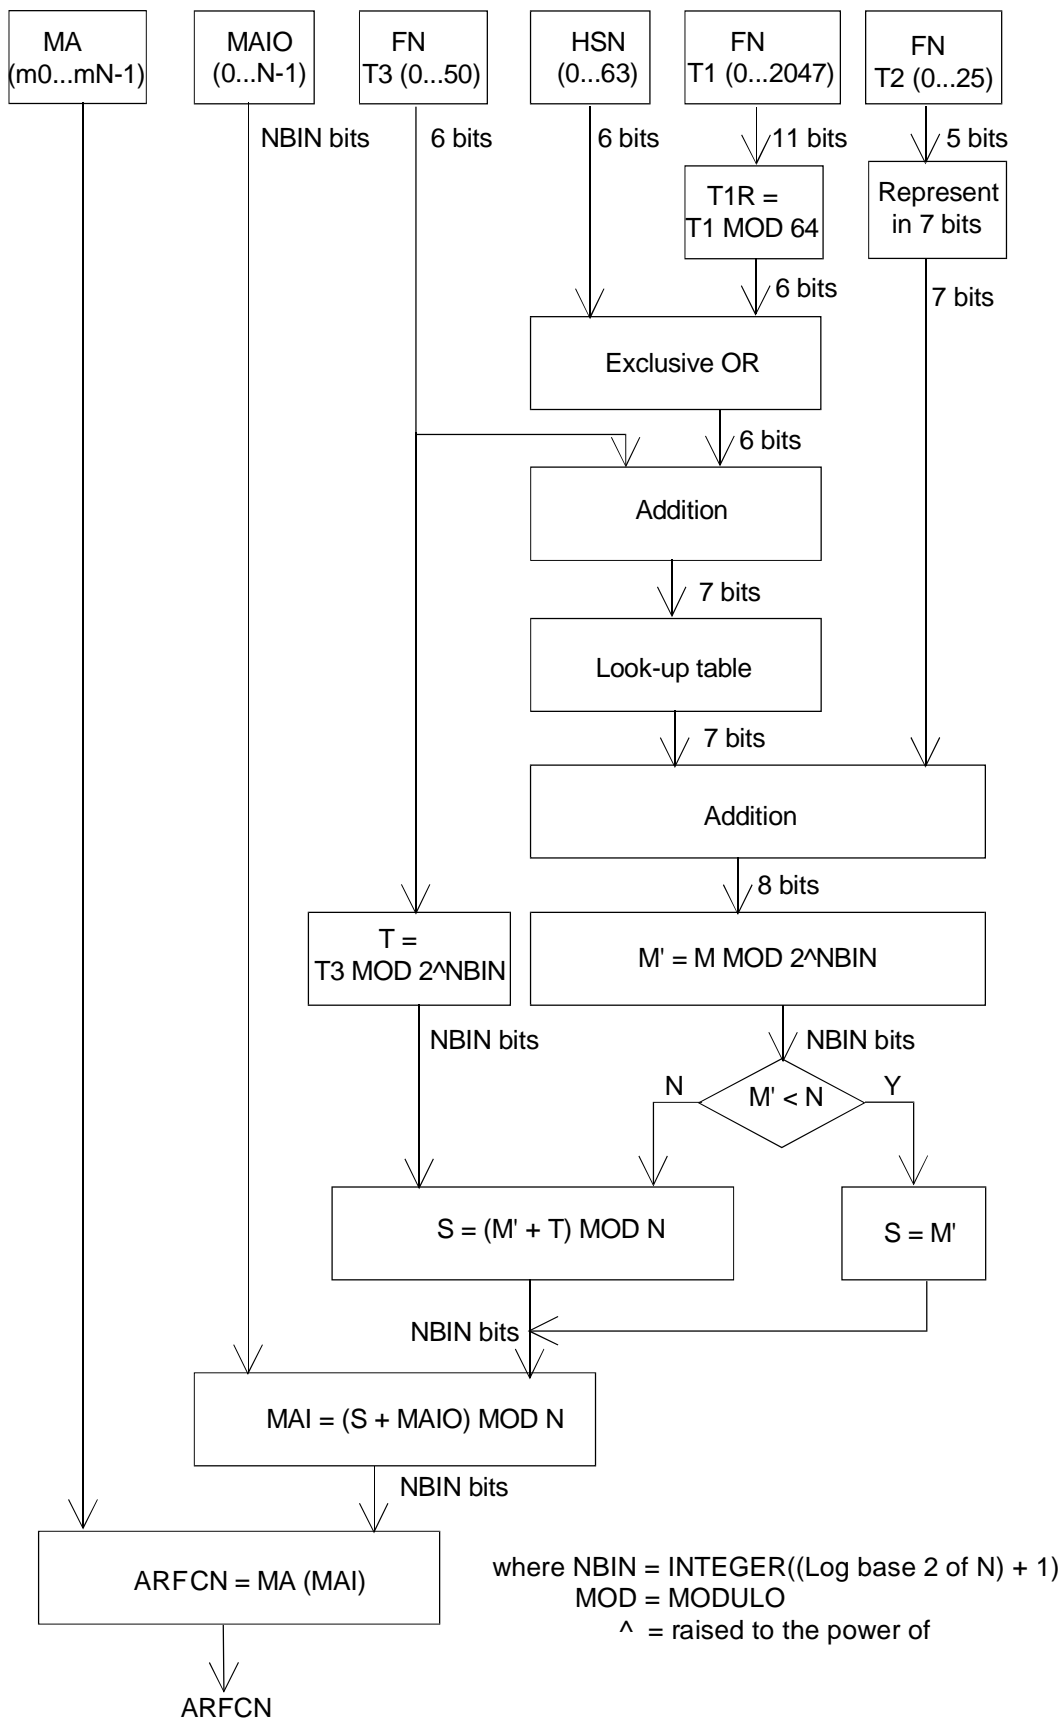 MA
(m0...mN-1)
MAIO
(0...N-1)
FN
T3 (0...50)
HSN
(0...63)
FN
T1 (0...2047)
FN
T2 (0...25)
NBIN bits
6 bits
6 bits
11 bits
5 bits
T1R =
T1 MOD 64
Represent
in 7 bits
6 bits
7 bits
Exclusive OR
6 bits
Addition
7 bits
Look-up table
7 bits
Addition
8 bits
T =
T3 MOD 2^NBIN
M' = M MOD 2^NBIN
NBIN bits
NBIN bits
N
M' < N
Y
S = (M' + T) MOD N
S = M'
NBIN bits
MAI = (S + MAIO) MOD N
NBIN bits
ARFCN = MA (MAI)
where NBIN = INTEGER((Log base 2 of N) + 1)
MOD = MODULO
^ = raised to the power of
ARFCN